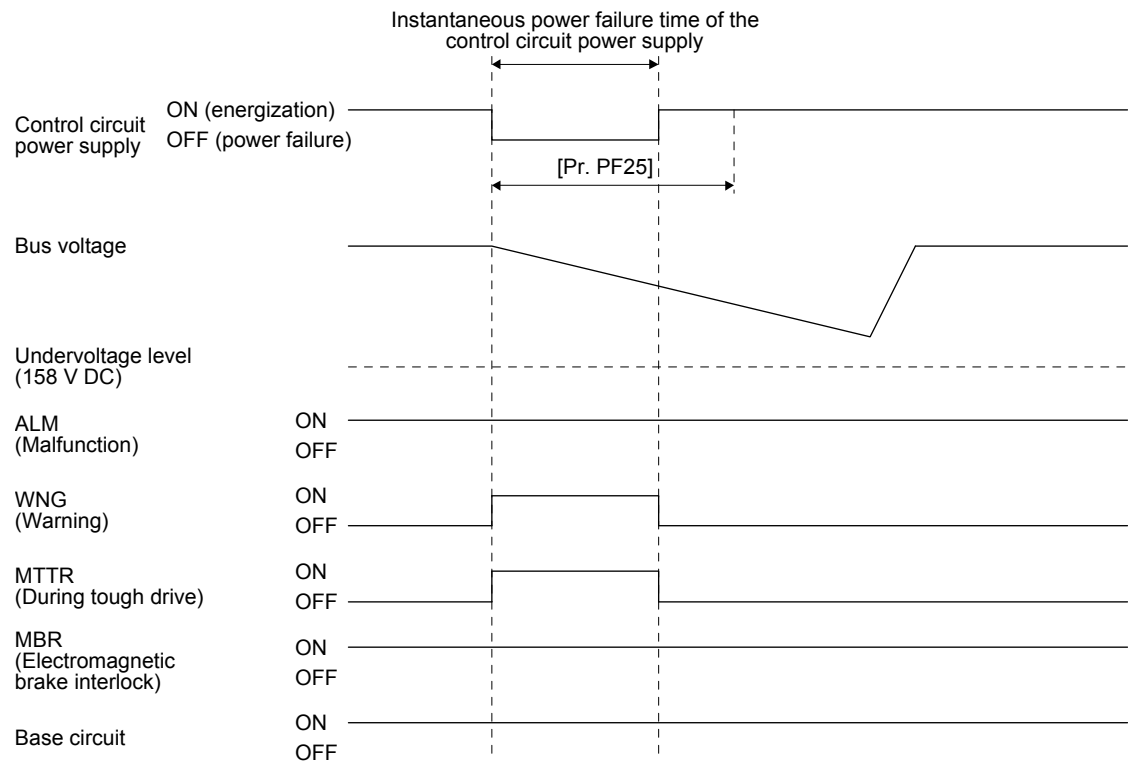 Instantaneous power failure time of the
control circuit power supply
Control circuit
power supply
ON (energization)
OFF (power failure)
[Pr. PF25]
Bus voltage
Undervoltage level
(158 V DC)
ALM
(Malfunction)
ON
OFF
WNG
(Warning)
ON
OFF
MTTR
(During tough drive)
ON
OFF
MBR
(Electromagnetic
brake interlock)
ON
OFF
Base circuit
ON
OFF